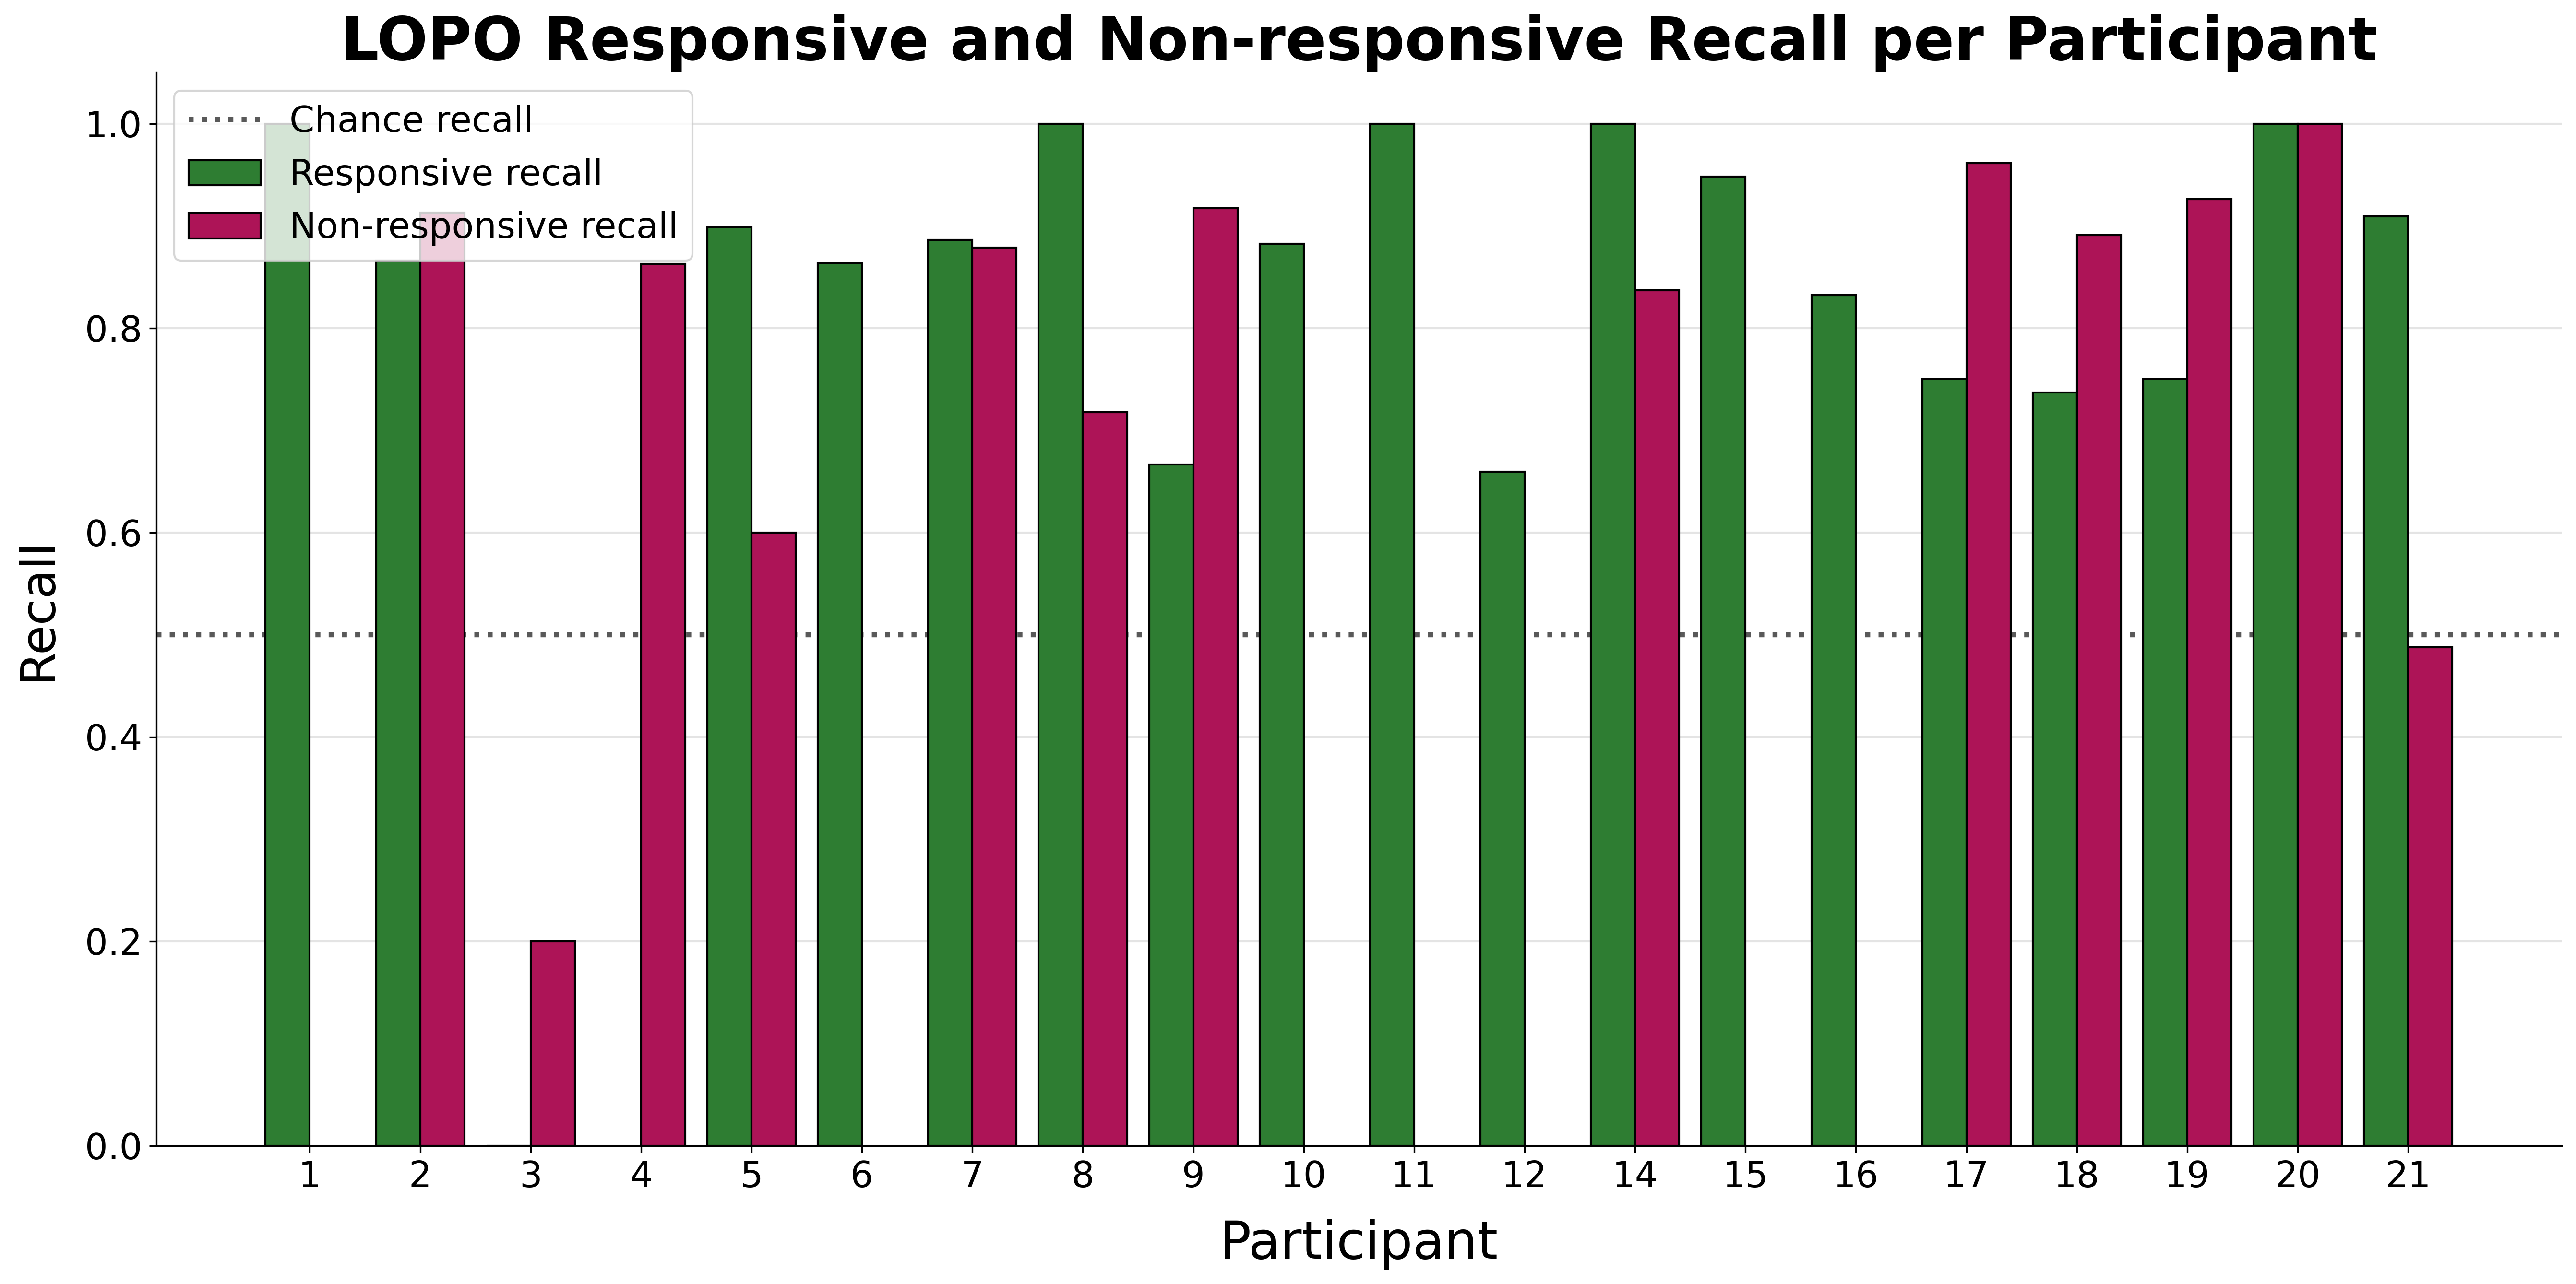 LOPO Responsive and Non-responsive Recall per Participant
Chance recall
Responsive recall
Non-responsive recall
1.0
0.8
0.6
0.4
0.2
0.0
Recall
1 2 3 4 5 6 7 8 9 10 11 12 14 15 16 17 18 19 20 21
Participant